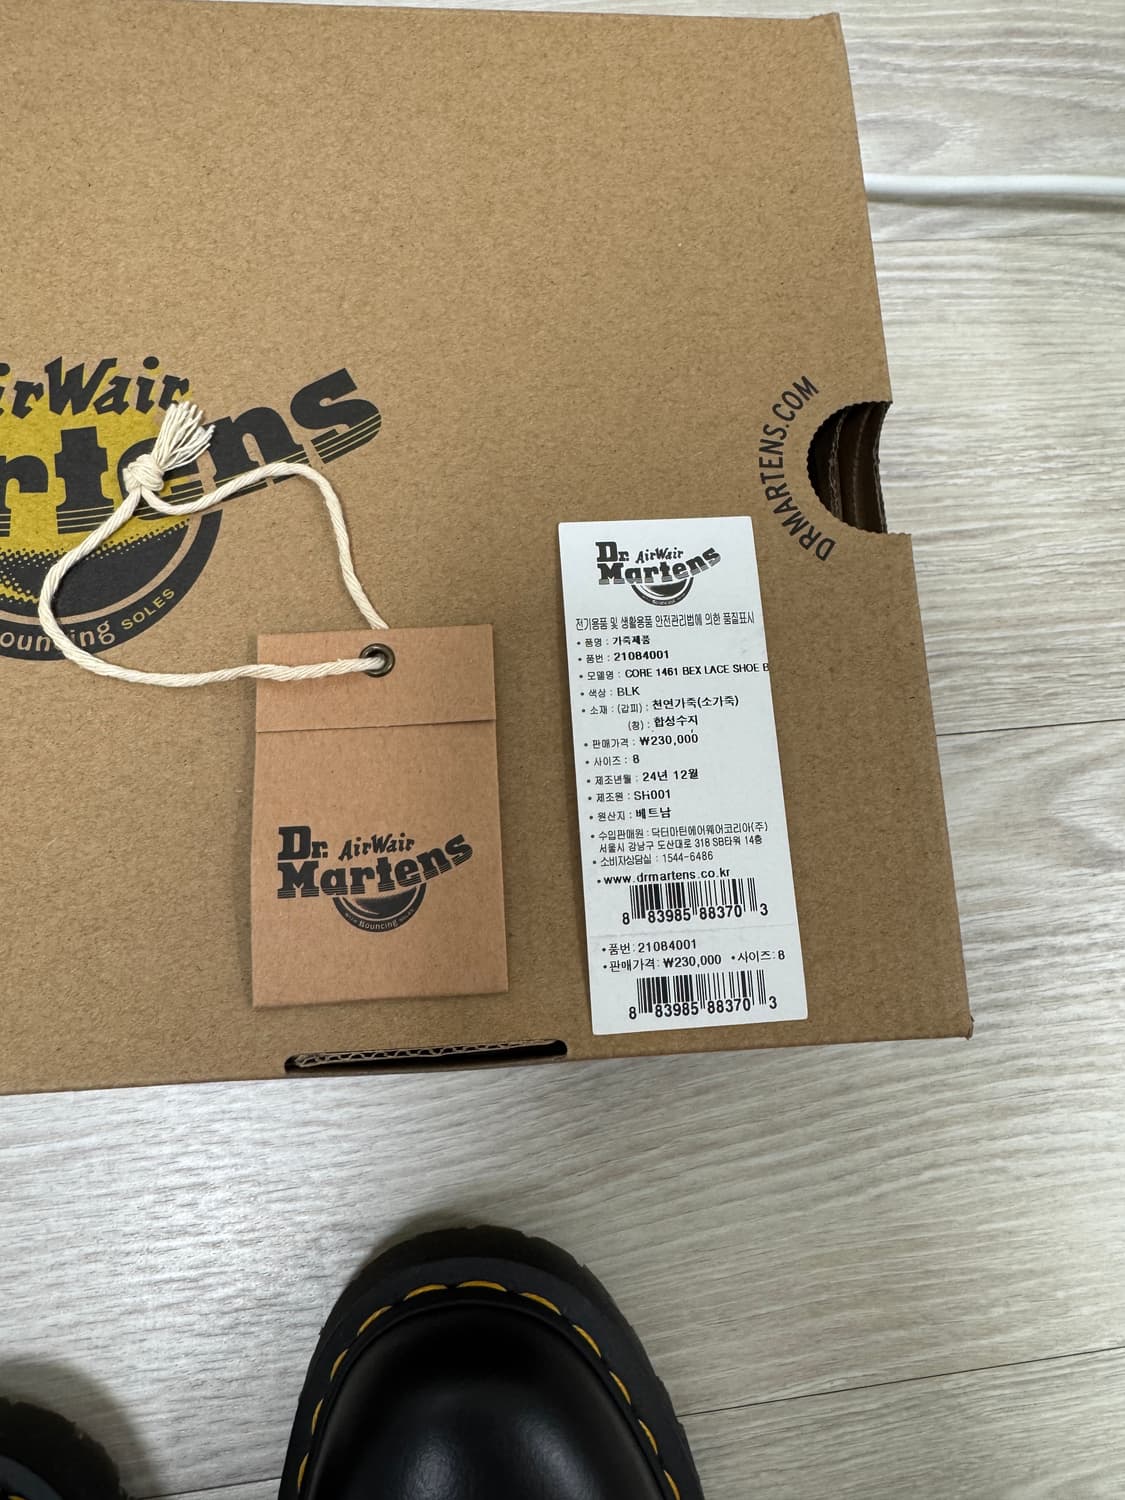 irWair
rtens
ouncing SOLES
DRMARTENS.COM
Dr. AirWair
Martens
전기용품 및 생활용품 안전관리법에 의한 품질표시
• 품명 : 가죽제품
• 품번 : 21084001
• 모델명 : CORE 1461 BEX LACE SHOE B
• 색상 : BLK
• 소재 : (갑피) : 천연가죽(소가죽)
(창) : 합성수지
• 판매가격 : ₩230,000
• 사이즈 : 8
• 제조년월 : 24년 12월
• 제조원 : SH001
• 원산지 : 베트남
• 수입판매원 : 닥터마틴에어웨어코리아(주)
서울시 강남구 도산대로 318 SB타워 14층
• 소비자상담실 : 1544-6486
• www.drmartens.co.kr
8 83985 88370 3
• 품번: 21084001
• 판매가격: ₩230,000 • 사이즈: 8
8 83985 88370 3
Dr. AirWair
Martens
WITH Bouncing SOLES